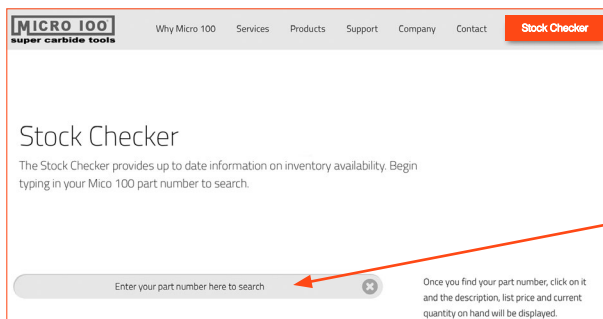 MICRO 100
super carbide tools
Why Micro 100 Services Products Support Company Contact Stock Checker
Stock Checker
The Stock Checker provides up to date information on inventory availability. Begin
typing in your Mico 100 part number to search.
Enter your part number here to search
Once you find your part number, click on it
and the description, list price and current
quantity on hand will be displayed.